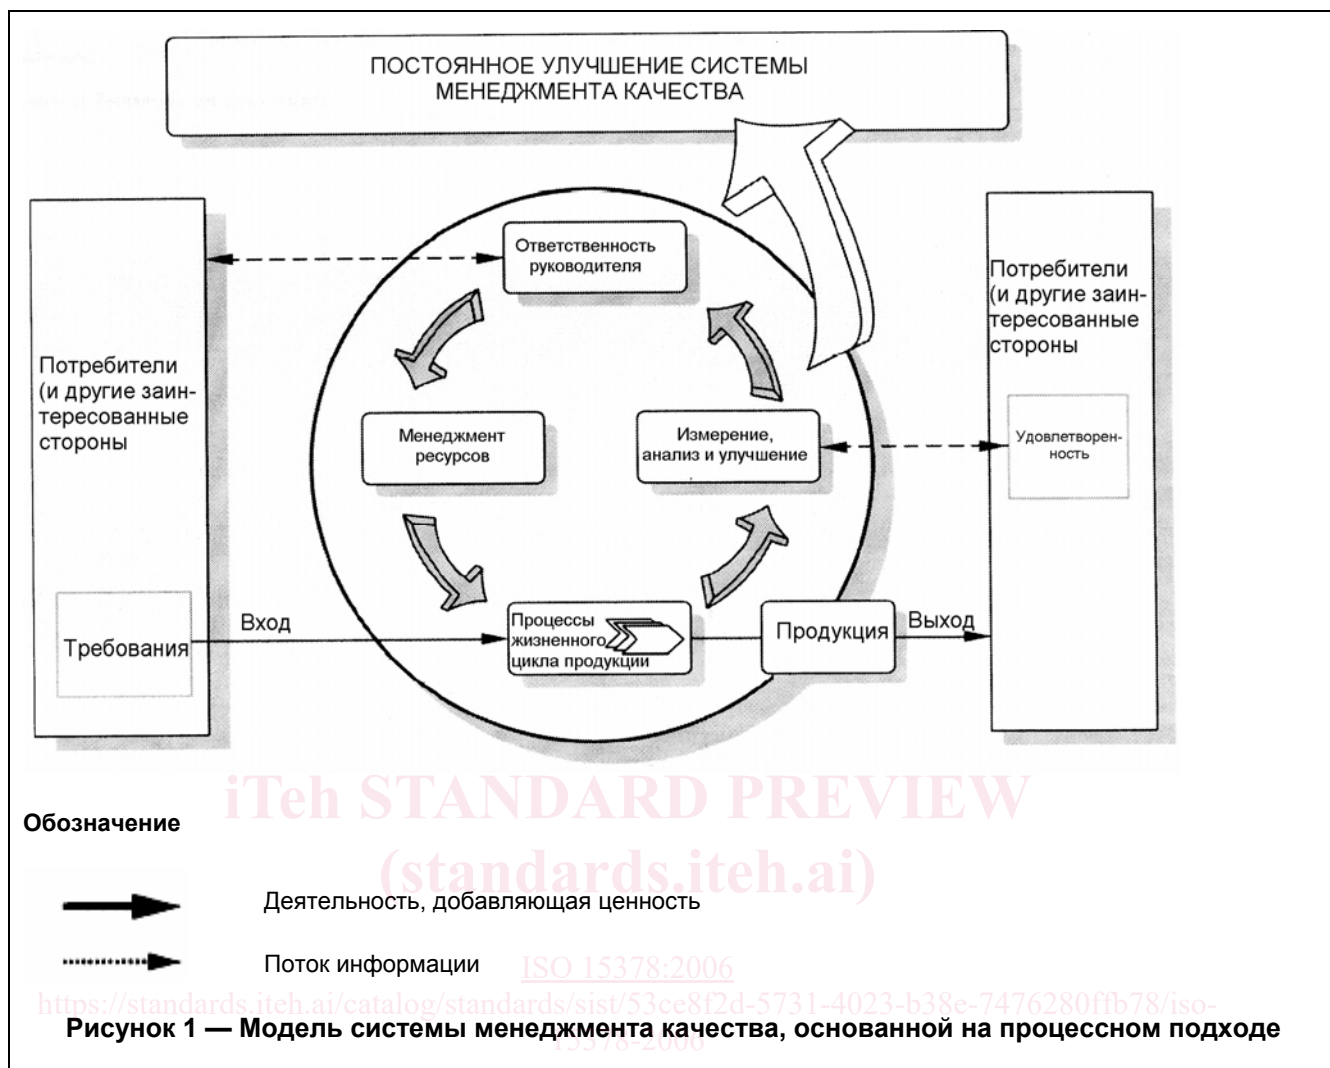 ПОСТОЯННОЕ УЛУЧШЕНИЕ СИСТЕМЫ
МЕНЕДЖМЕНТА КАЧЕСТВА
Ответственность
руководителя
Потребители
(и другие заин-
тересованные
стороны
Потребители
(и другие заин-
тересованные
стороны
Менеджмент
ресурсов
Измерение,
анализ и улучшение
Удовлетворен-
ность
Требования
Вход
Процессы
жизненного
цикла продукции
Продукция
Выход
iTeh STANDARD PREVIEW
Обозначение
(standards.iteh.ai)
Деятельность, добавляющая ценность
Поток информации
ISO 15378:2006
https://standards.iteh.ai/catalog/standards/sist/53ce8f2d-5731-4023-b38e-7476280ffb78/iso-
Рисунок 1 — Модель системы менеджмента качества, основанной на процессном подходе
15378-2006